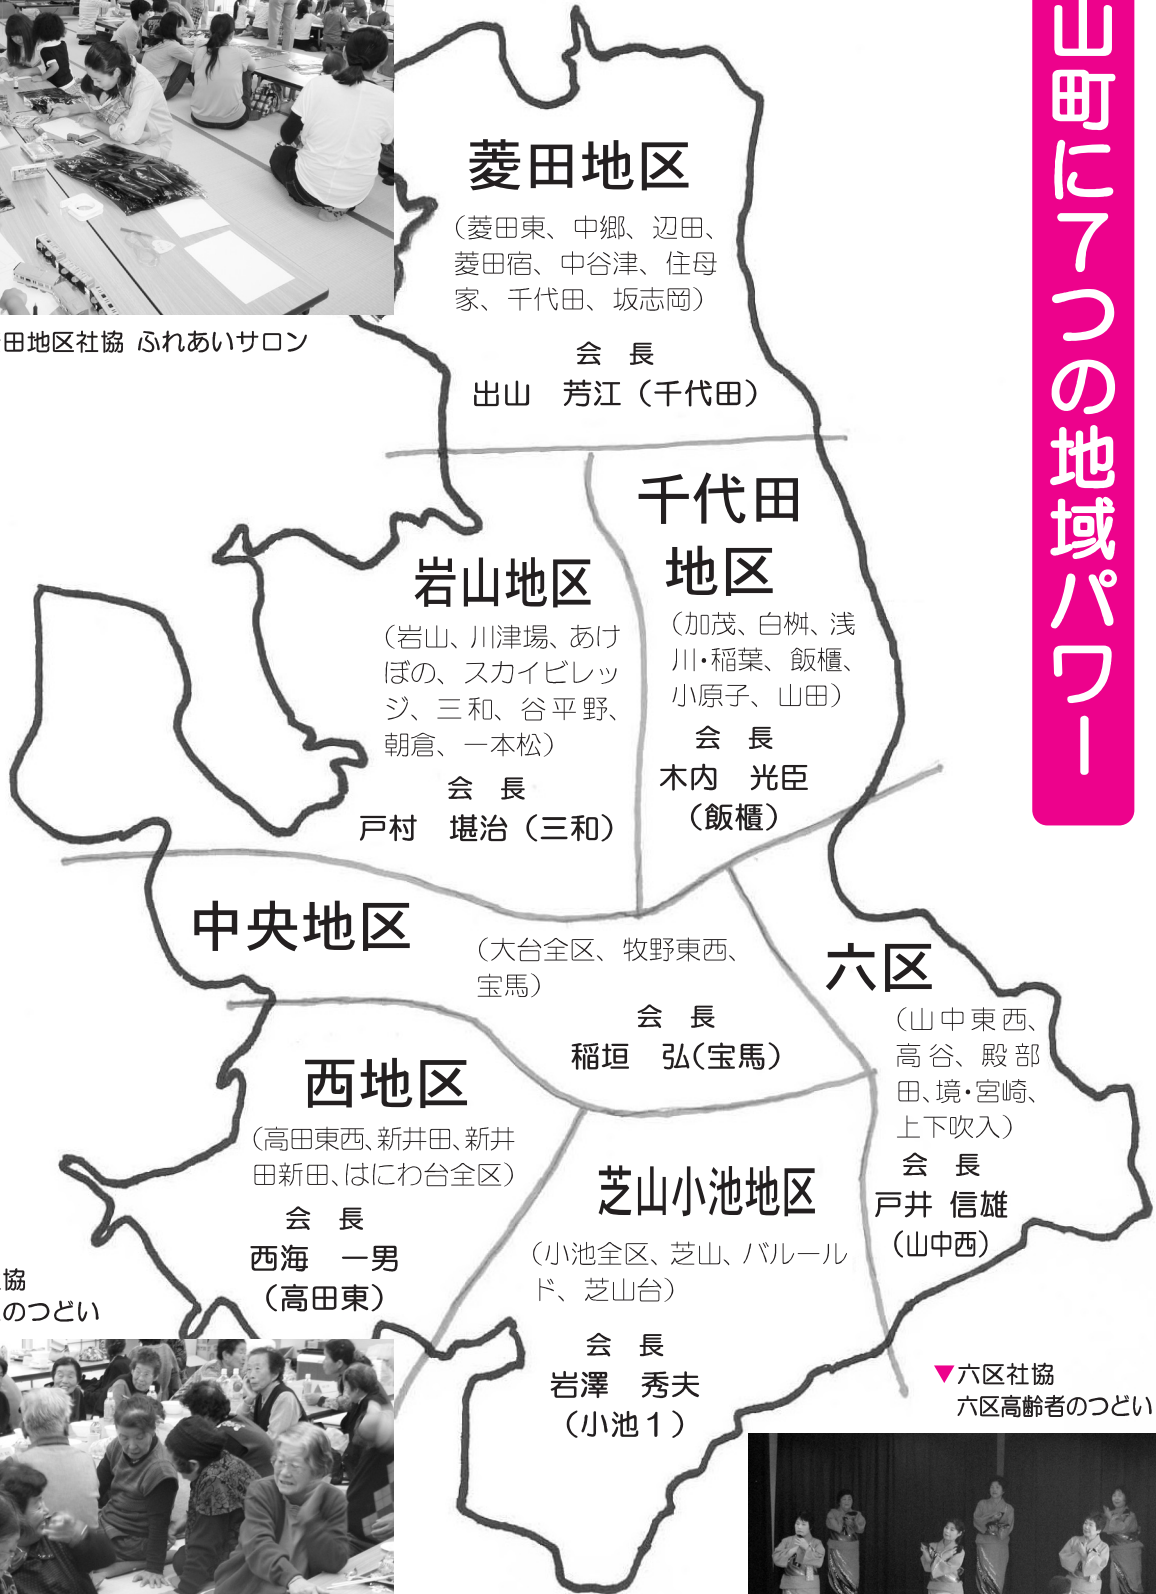 山町に7つの地域パワー
菱田地区
（菱田東、中郷、辺田、
菱田宿、中谷津、住母
家、千代田、坂志岡）
会　長
出山　芳江（千代田）
田地区社協 ふれあいサロン
千代田
地区
（加茂、白桝、浅
川・稲葉、飯櫃、
小原子、山田）
会　長
木内　光臣
（飯櫃）
岩山地区
（岩山、川津場、あけ
ぼの、スカイビレッ
ジ、三和、谷平野、
朝倉、一本松）
会　長
戸村　堪治（三和）
中央地区
（大台全区、牧野東西、
宝馬）
会　長
稲垣　弘（宝馬）
六区
（山中東西、
高谷、殿部
田、境・宮崎、
上下吹入）
会　長
戸井 信雄
（山中西）
西地区
（高田東西、新井田、新井
田新田、はにわ台全区）
会　長
西海　一男
（高田東）
芝山小池地区
（小池全区、芝山、バルール
ド、芝山台）
会　長
岩澤　秀夫
（小池１）
協
のつどい
▼六区社協
六区高齢者のつどい